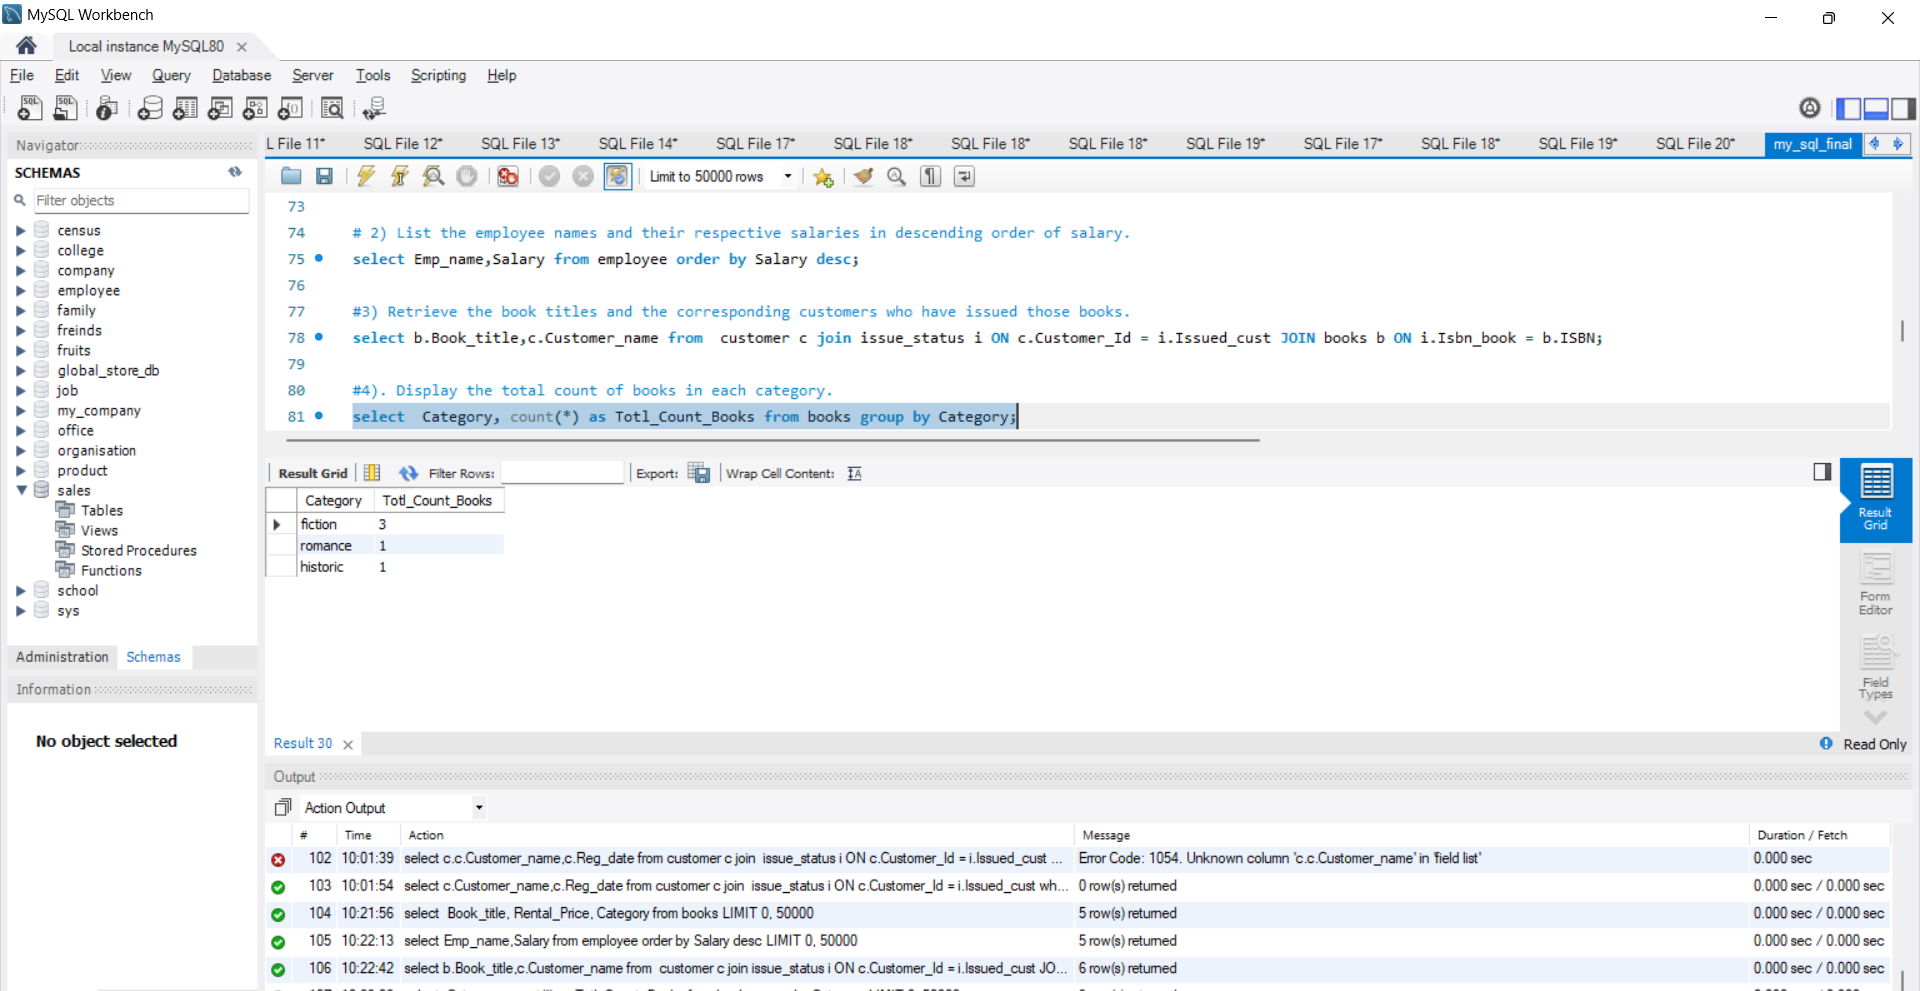 MySQL Workbench
Local instance MySQL80
File Edit View Query Database Server Tools Scripting Help
Navigator
L File 11* SQL File 12* SQL File 13* SQL File 14* SQL File 17* SQL File 18* SQL File 18* SQL File 18* SQL File 19* SQL File 17* SQL File 18* SQL File 19* SQL File 20* my_sql_final
SCHEMAS
Limit to 50000 rows
Filter objects
census
college
company
employee
family
freinds
fruits
global_store_db
job
my_company
office
organisation
product
sales
Tables
Views
Stored Procedures
Functions
school
sys
Administration Schemas
Information
No object selected
73
74 # 2) List the employee names and their respective salaries in descending order of salary.
75 select Emp_name,Salary from employee order by Salary desc;
76
77 #3) Retrieve the book titles and the corresponding customers who have issued those books.
78 select b.Book_title,c.Customer_name from customer c join issue_status i ON c.Customer_Id = i.Issued_cust JOIN books b ON i.Isbn_book = b.ISBN;
79
80 #4). Display the total count of books in each category.
81 select Category, count(*) as Totl_Count_Books from books group by Category;
Result Grid Filter Rows: Export: Wrap Cell Content:
Category Totl_Count_Books
fiction 3
romance 1
historic 1
Result
Grid
Form
Editor
Field
Types
Result 30
Read Only
Output
Action Output
# Time Action Message Duration / Fetch
102 10:01:39 select c.c.Customer_name,c.Reg_date from customer c join issue_status i ON c.Customer_Id = i.Issued_cust ... Error Code: 1054. Unknown column 'c.c.Customer_name' in 'field list' 0.000 sec
103 10:01:54 select c.Customer_name,c.Reg_date from customer c join issue_status i ON c.Customer_Id = i.Issued_cust wh... 0 row(s) returned 0.000 sec / 0.000 sec
104 10:21:56 select Book_title, Rental_Price, Category from books LIMIT 0, 50000 5 row(s) returned 0.000 sec / 0.000 sec
105 10:22:13 select Emp_name,Salary from employee order by Salary desc LIMIT 0, 50000 5 row(s) returned 0.000 sec / 0.000 sec
106 10:22:42 select b.Book_title,c.Customer_name from customer c join issue_status i ON c.Customer_Id = i.Issued_cust JO... 6 row(s) returned 0.000 sec / 0.000 sec